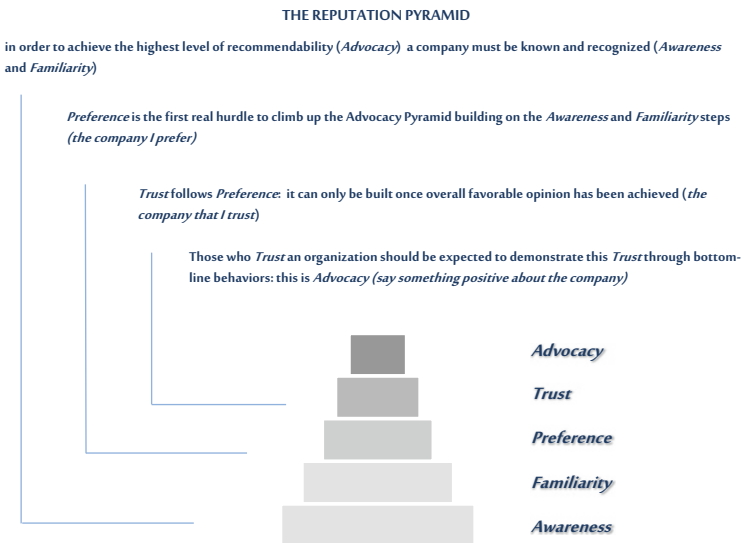 THE REPUTATION PYRAMID
in order to achieve the highest level of recommendability (Advocacy) a company must be known and recognized (Awareness
and Familiarity)
Preference is the first real hurdle to climb up the Advocacy Pyramid building on the Awareness and Familiarity steps
(the company I prefer)
Trust follows Preference: it can only be built once overall favorable opinion has been achieved (the
company that I trust)
Those who Trust an organization should be expected to demonstrate this Trust through bottom-
line behaviors: this is Advocacy (say something positive about the company)
Advocacy
Trust
Preference
Familiarity
Awareness